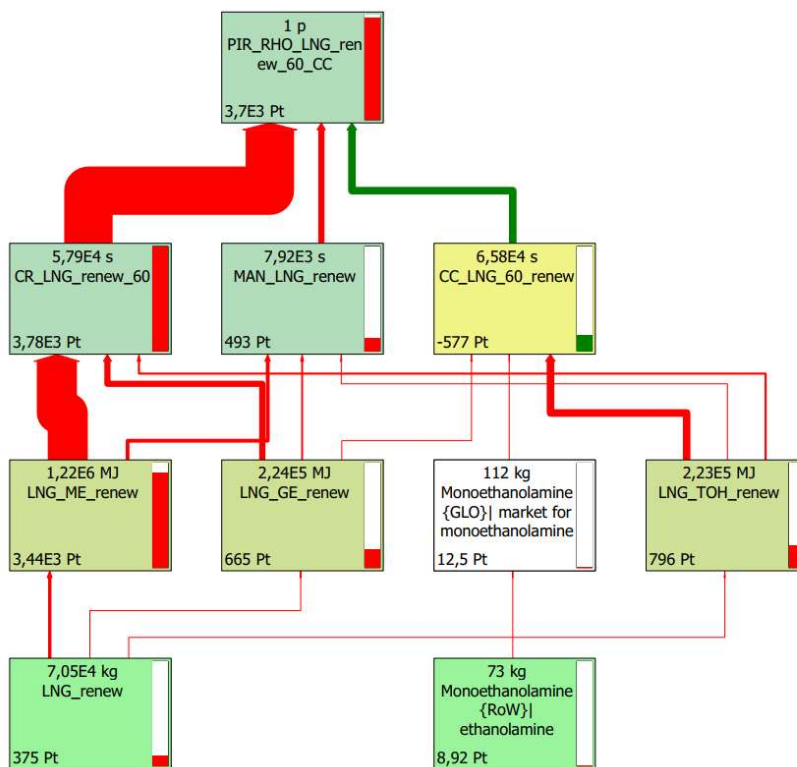 1 p
PIR_RHO_LNG_ren
ew_60_CC
3,7E3 Pt
5,79E4 s
CR_LNG_renew_60
3,78E3 Pt
7,92E3 s
MAN_LNG_renew
493 Pt
6,58E4 s
CC_LNG_60_renew
-577 Pt
1,22E6 MJ
LNG_ME_renew
3,44E3 Pt
2,24E5 MJ
LNG_GE_renew
665 Pt
112 kg
Monoethanolamine
{GLO}| market for
monoethanolamine
12,5 Pt
2,23E5 MJ
LNG_TOH_renew
796 Pt
7,05E4 kg
LNG_renew
375 Pt
73 kg
Monoethanolamine
{RoW}|
ethanolamine
8,92 Pt